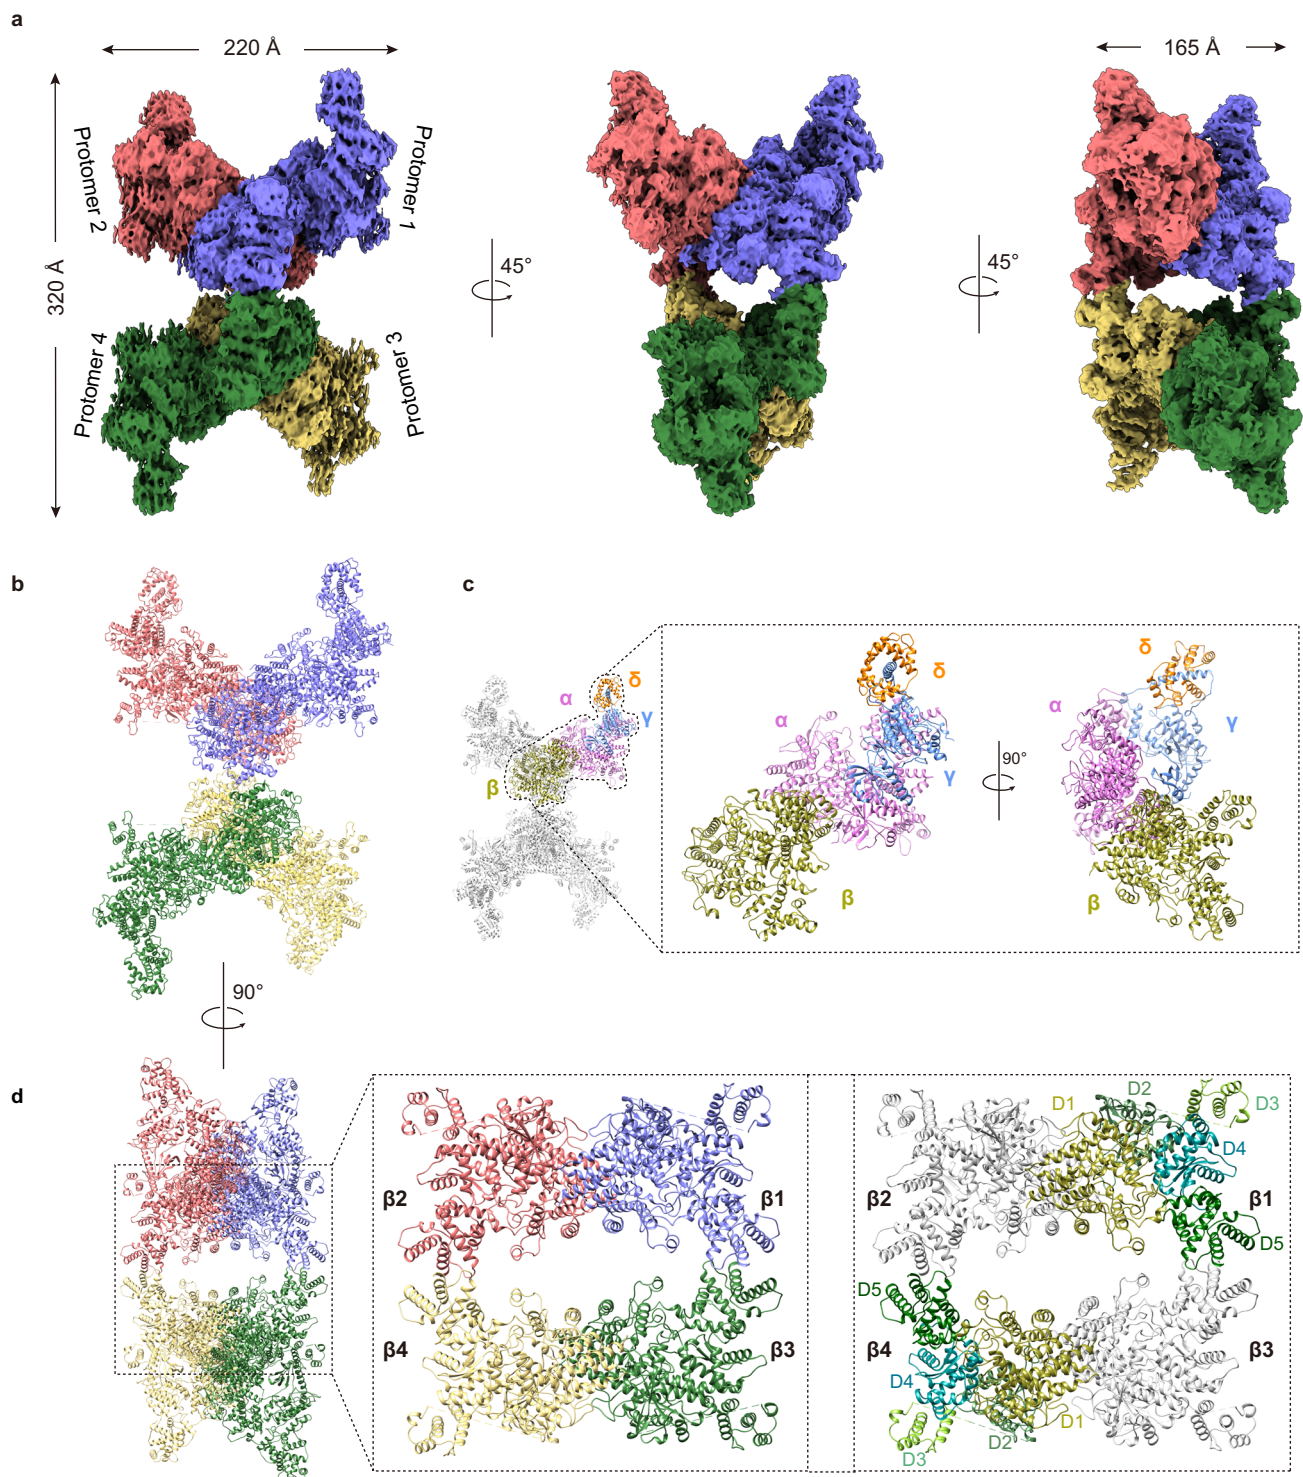 a
220 Å
165 Å
320 Å
Protomer 2
Protomer 1
Protomer 4
Protomer 3
45°
45°
b
c
δ
α
γ
β
δ
α
γ
β
90°
δ
α
γ
β
90°
d
β2
β1
β4
β3
D1
D2
D3
D4
β2
β1
D5
D5
β4
β3
D4
D1
D2
D3